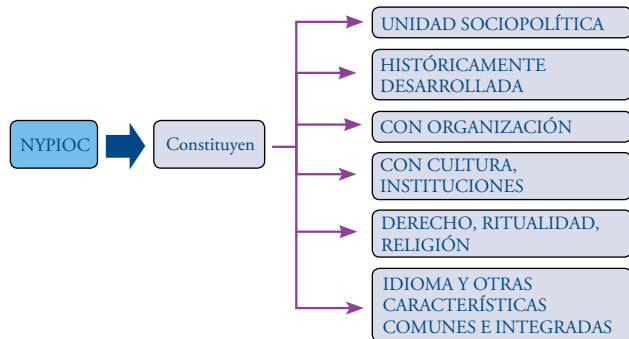 NYPIOC
Constituyen
UNIDAD SOCIOPOLÍTICA
HISTÓRICAMENTE
DESARROLLADA
CON ORGANIZACIÓN
CON CULTURA,
INSTITUCIONES
DERECHO, RITUALIDAD,
RELIGIÓN
IDIOMA Y OTRAS
CARACTERÍSTICAS
COMUNES E INTEGRADAS